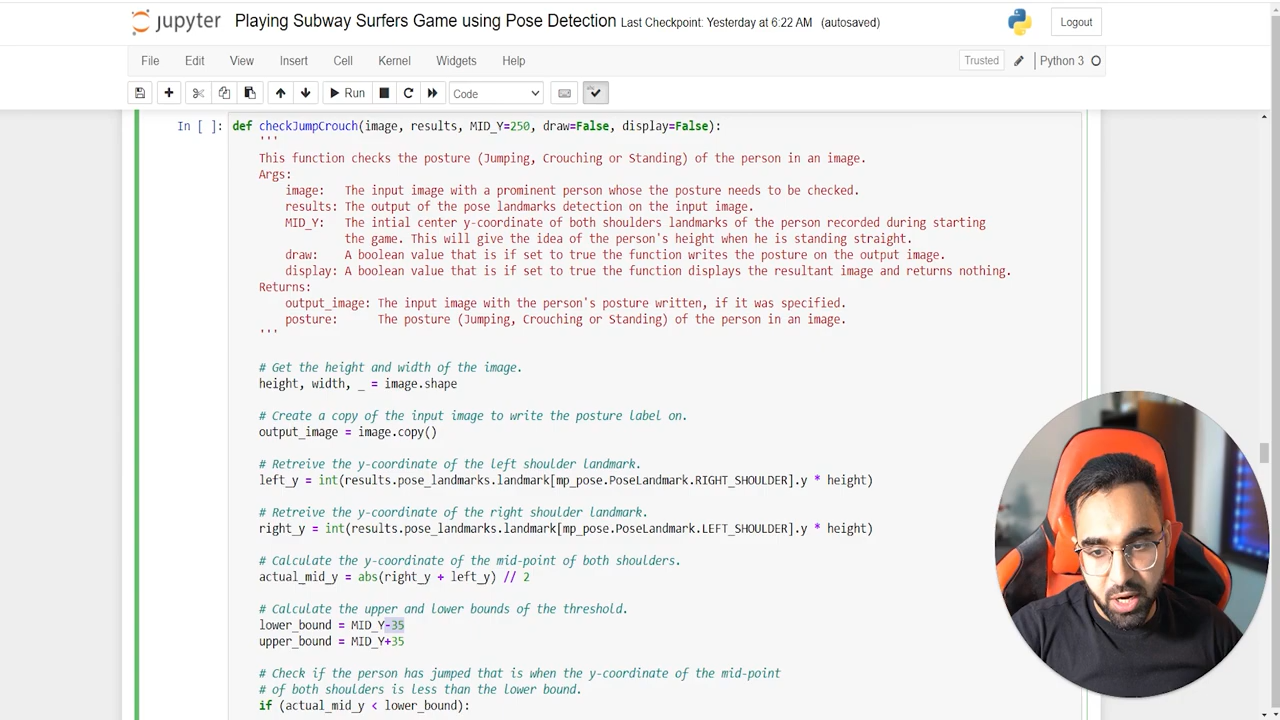 jupyter Playing Subway Surfers Game using Pose Detection Last Checkpoint: Yesterday at 6:22 AM (autosaved) Logout
File Edit View Insert Cell Kernel Widgets Help Trusted Python 3
Run Code
In [ ]: def checkJumpCrouch(image, results, MID_Y=250, draw=False, display=False):
'''
This function checks the posture (Jumping, Crouching or Standing) of the person in an image.
Args:
image: The input image with a prominent person whose the posture needs to be checked.
results: The output of the pose landmarks detection on the input image.
MID_Y: The intial center y-coordinate of both shoulders landmarks of the person recorded during starting
the game. This will give the idea of the person's height when he is standing straight.
draw: A boolean value that is if set to true the function writes the posture on the output image.
display: A boolean value that is if set to true the function displays the resultant image and returns nothing.
Returns:
output_image: The input image with the person's posture written, if it was specified.
posture: The posture (Jumping, Crouching or Standing) of the person in an image.
'''
# Get the height and width of the image.
height, width, _ = image.shape
# Create a copy of the input image to write the posture label on.
output_image = image.copy()
# Retreive the y-coordinate of the left shoulder landmark.
left_y = int(results.pose_landmarks.landmark[mp_pose.PoseLandmark.RIGHT_SHOULDER].y * height)
# Retreive the y-coordinate of the right shoulder landmark.
right_y = int(results.pose_landmarks.landmark[mp_pose.PoseLandmark.LEFT_SHOULDER].y * height)
# Calculate the y-coordinate of the mid-point of both shoulders.
actual_mid_y = abs(right_y + left_y) // 2
# Calculate the upper and lower bounds of the threshold.
lower_bound = MID_Y-35
upper_bound = MID_Y+35
# Check if the person has jumped that is when the y-coordinate of the mid-point
# of both shoulders is less than the lower bound.
if (actual_mid_y < lower_bound):